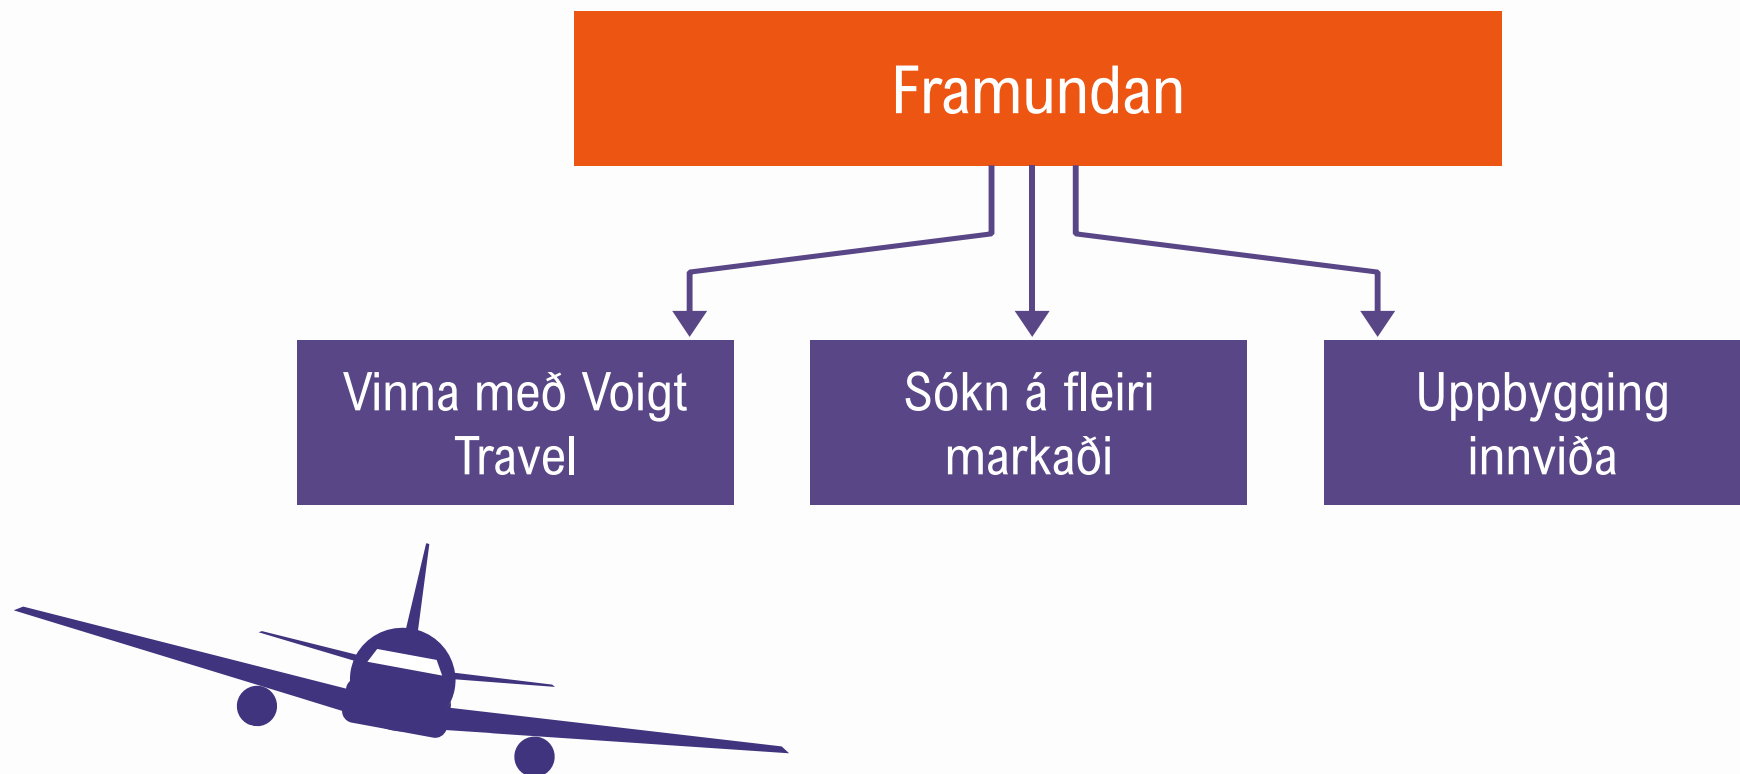 Framundan
Vinna með Voigt
Travel
Sókn á fleiri
markaði
Uppbygging
innviða